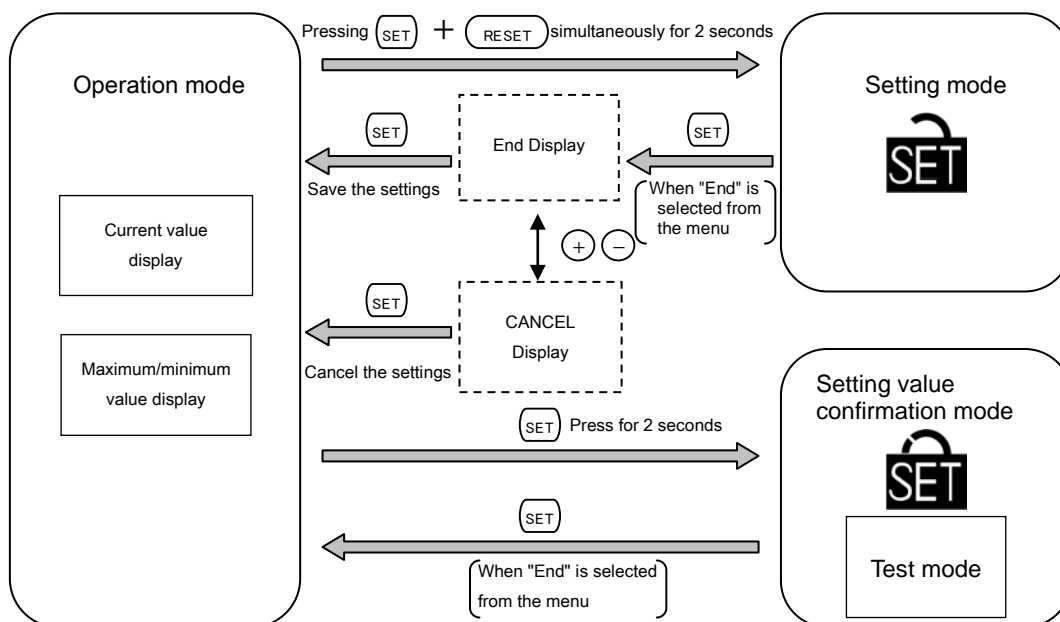 Pressing SET + RESET simultaneously for 2 seconds
Operation mode
Setting mode
SET
SET
End Display
SET
SET
Save the settings
(When "End" is
selected from
the menu
Current value
display
+ −
SET
CANCEL
Display
Cancel the settings
Maximum/minimum
value display
Setting value
confirmation mode
SET Press for 2 seconds
SET
SET
Test mode
When "End" is selected
from the menu